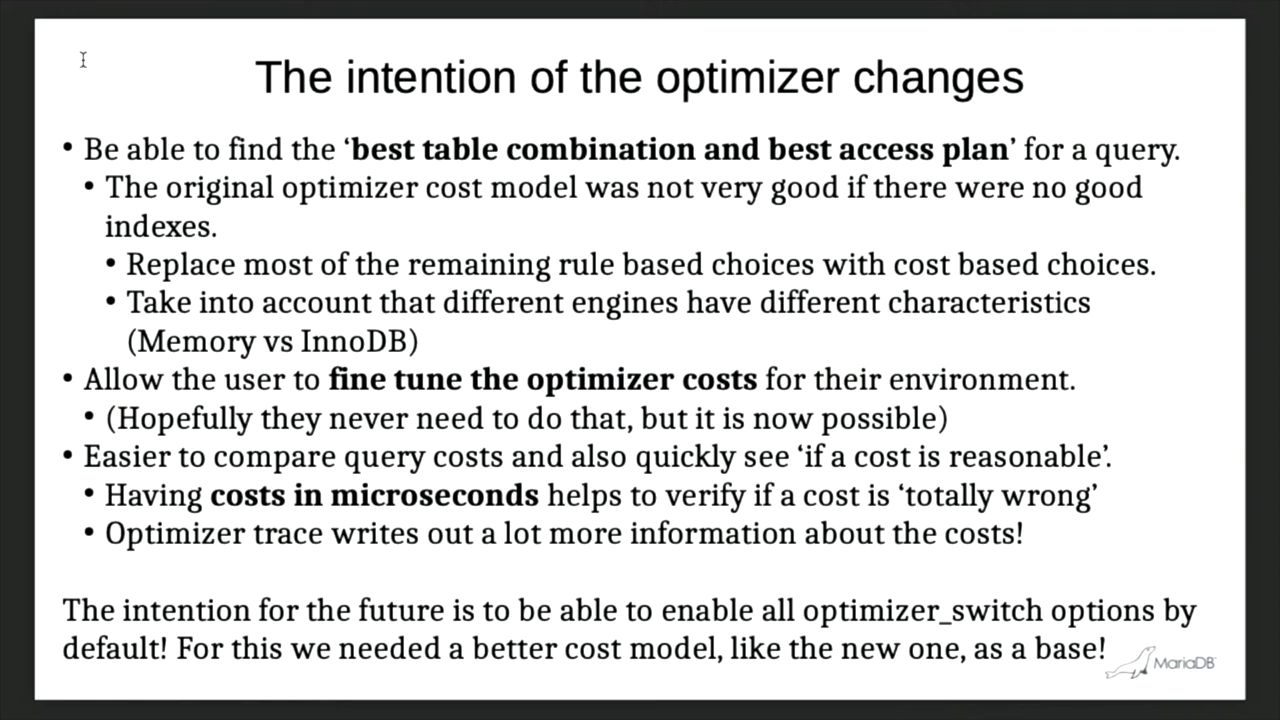 The intention of the optimizer changes
• Be able to find the ‘best table combination and best access plan’ for a query.
• The original optimizer cost model was not very good if there were no good
indexes.
• Replace most of the remaining rule based choices with cost based choices.
• Take into account that different engines have different characteristics
(Memory vs InnoDB)
• Allow the user to fine tune the optimizer costs for their environment.
• (Hopefully they never need to do that, but it is now possible)
• Easier to compare query costs and also quickly see ‘if a cost is reasonable’.
• Having costs in microseconds helps to verify if a cost is ‘totally wrong’
• Optimizer trace writes out a lot more information about the costs!
The intention for the future is to be able to enable all optimizer_switch options by
default! For this we needed a better cost model, like the new one, as a base!
MariaDB